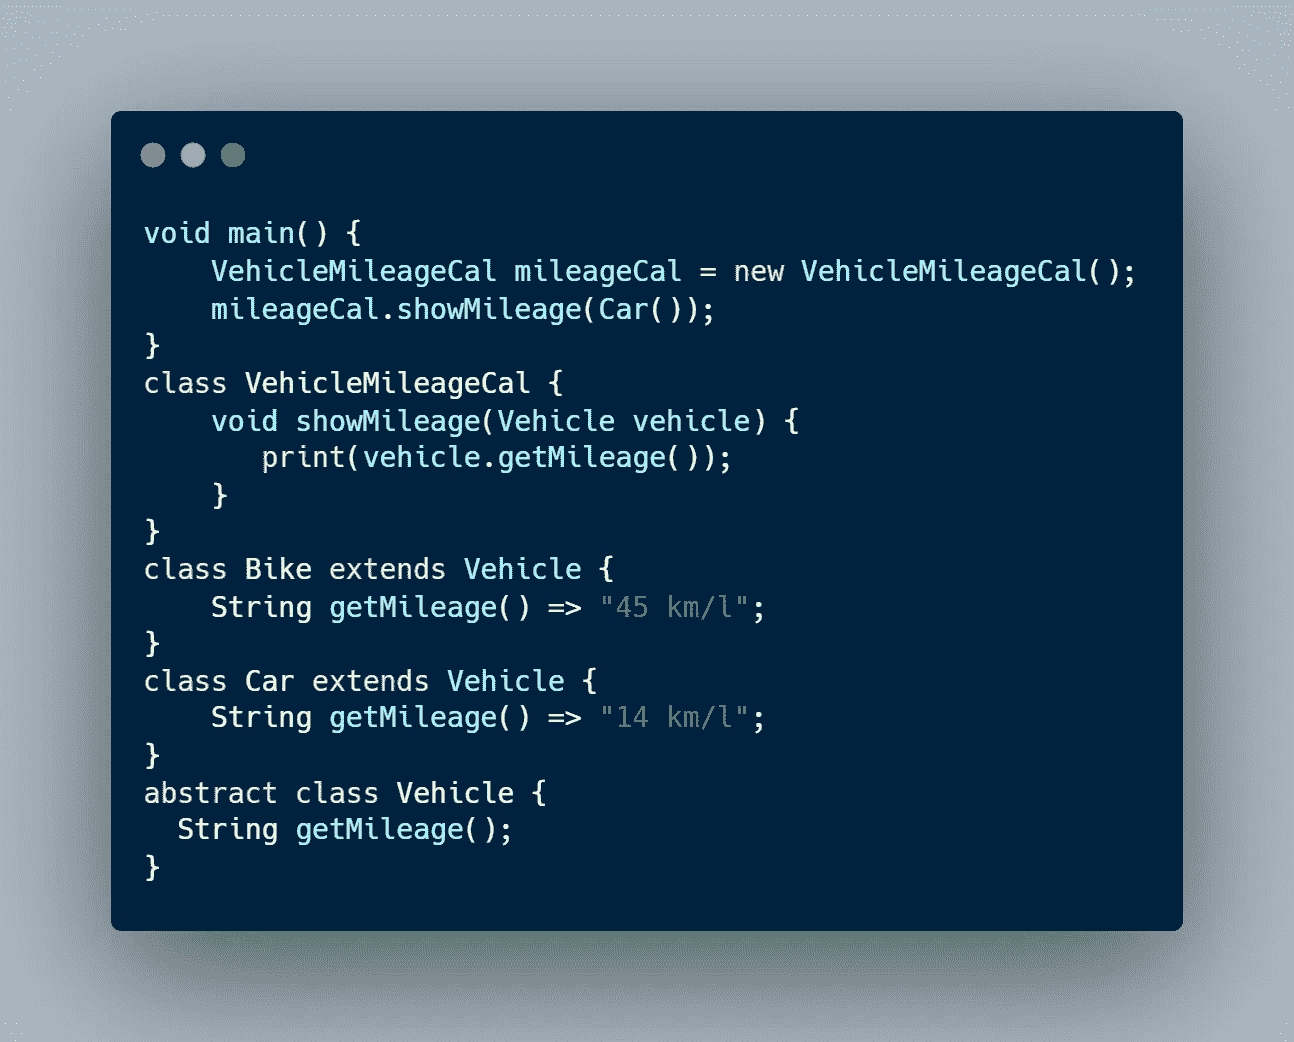 void main() {
    VehicleMileageCal mileageCal = new VehicleMileageCal();
    mileageCal.showMileage(Car());
}
class VehicleMileageCal {
    void showMileage(Vehicle vehicle) {
       print(vehicle.getMileage());
    }
}
class Bike extends Vehicle {
    String getMileage() => "45 km/l";
}
class Car extends Vehicle {
    String getMileage() => "14 km/l";
}
abstract class Vehicle {
  String getMileage();
}